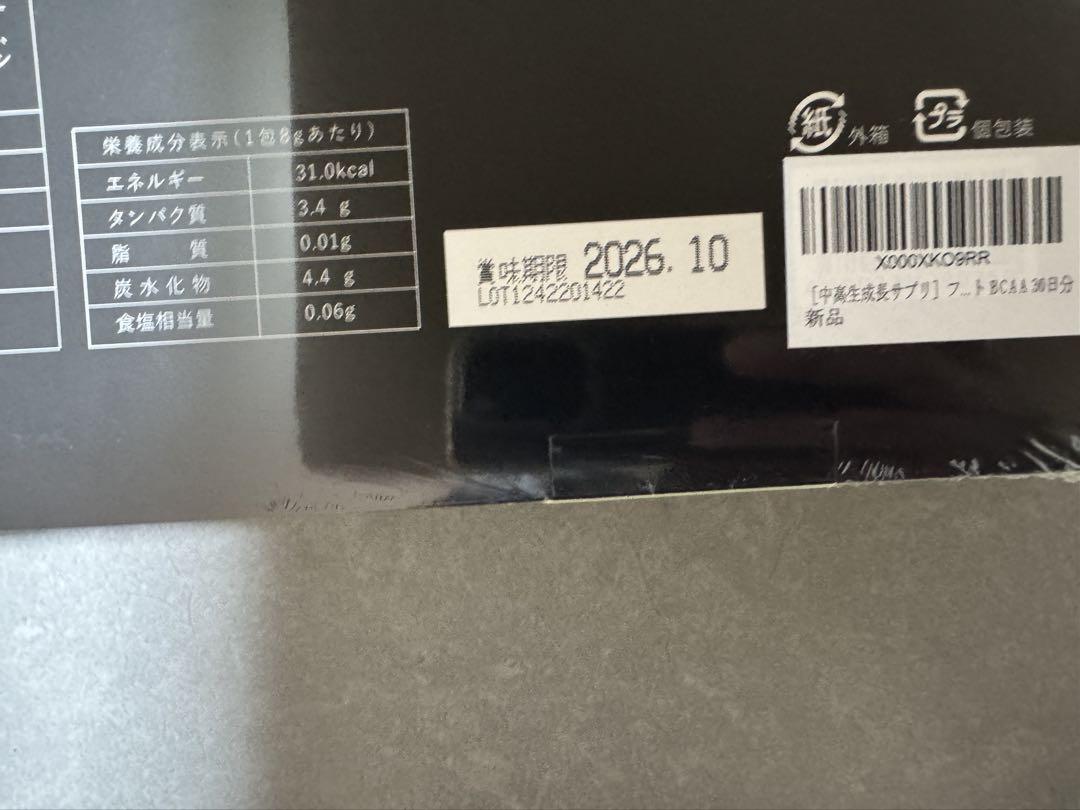 栄養成分表示(1包8gあたり)
エネルギー 31.0kcal
タンパク質 3.4 g
脂質 0.01g
炭水化物 4.4 g
食塩相当量 0.06g
賞味期限 2026.10
LOT1242201422
紙 外箱
プラ 個包装
X000XKO9RR
[中高生成長サプリ] フ...ト BCAA 30日分
新品